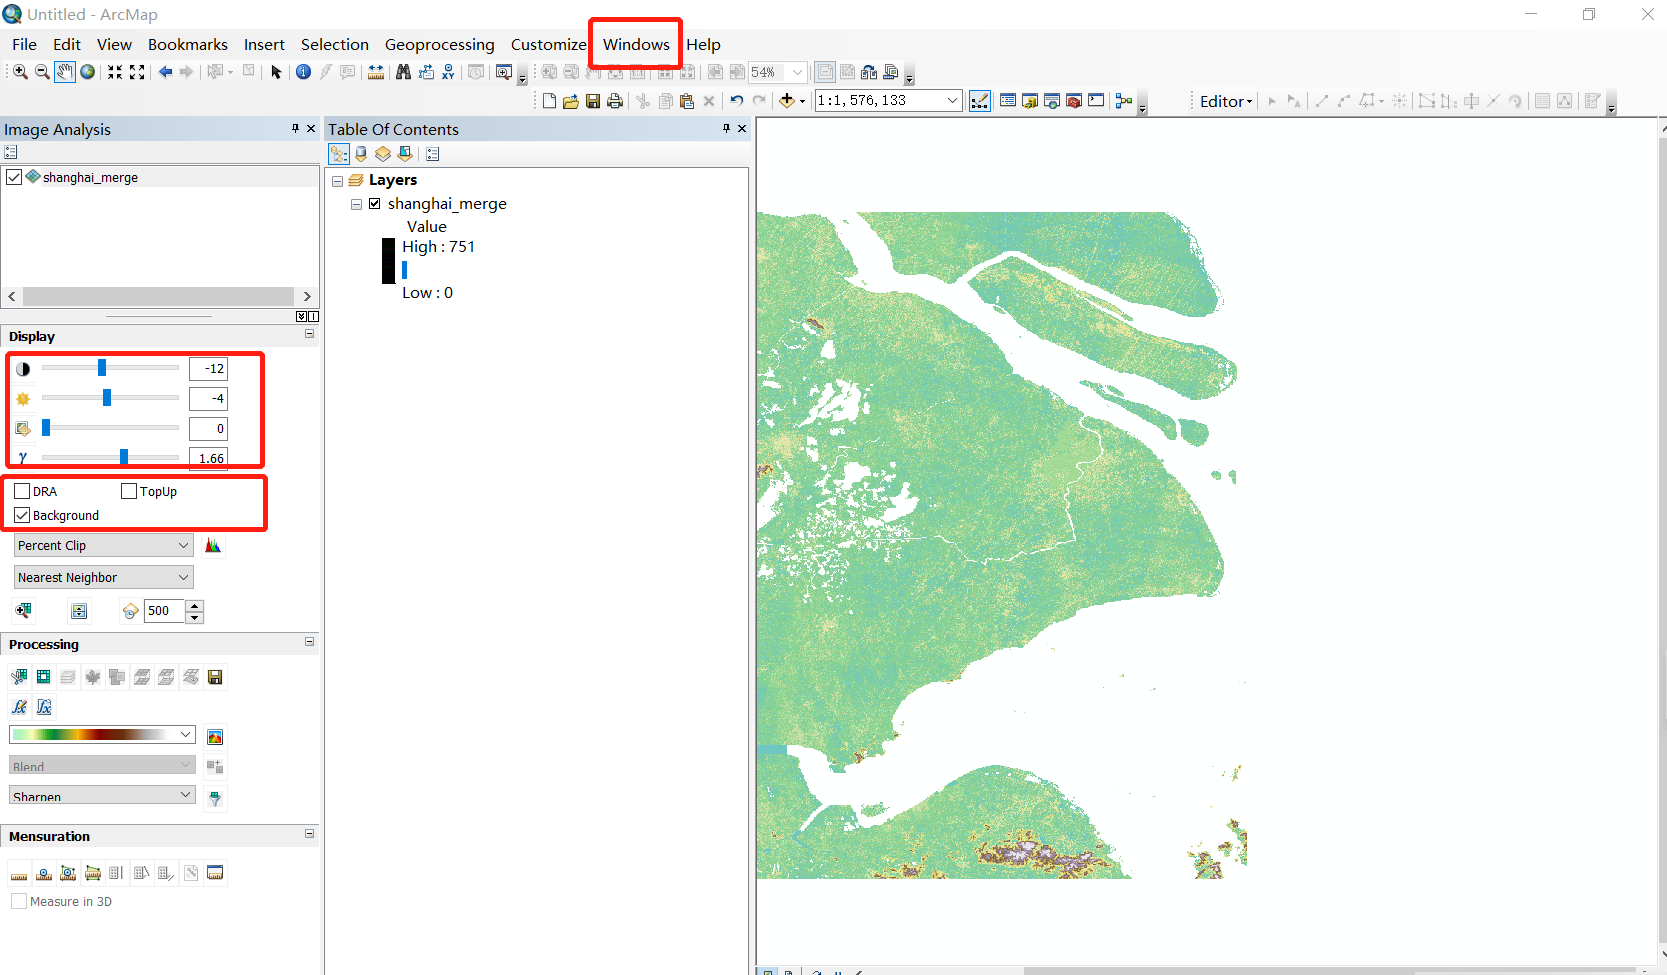 Untitled - ArcMap
File Edit View Bookmarks Insert Selection Geoprocessing Customize Windows Help
54%
1:1,576,133
Editor
Image Analysis
shanghai_merge
Display
-12
-4
0
γ 1.66
DRA TopUp
Background
Percent Clip
Nearest Neighbor
500
Processing
Blend
Sharpen
Mensuration
Measure in 3D
Table Of Contents
Layers
shanghai_merge
Value
High : 751
Low : 0